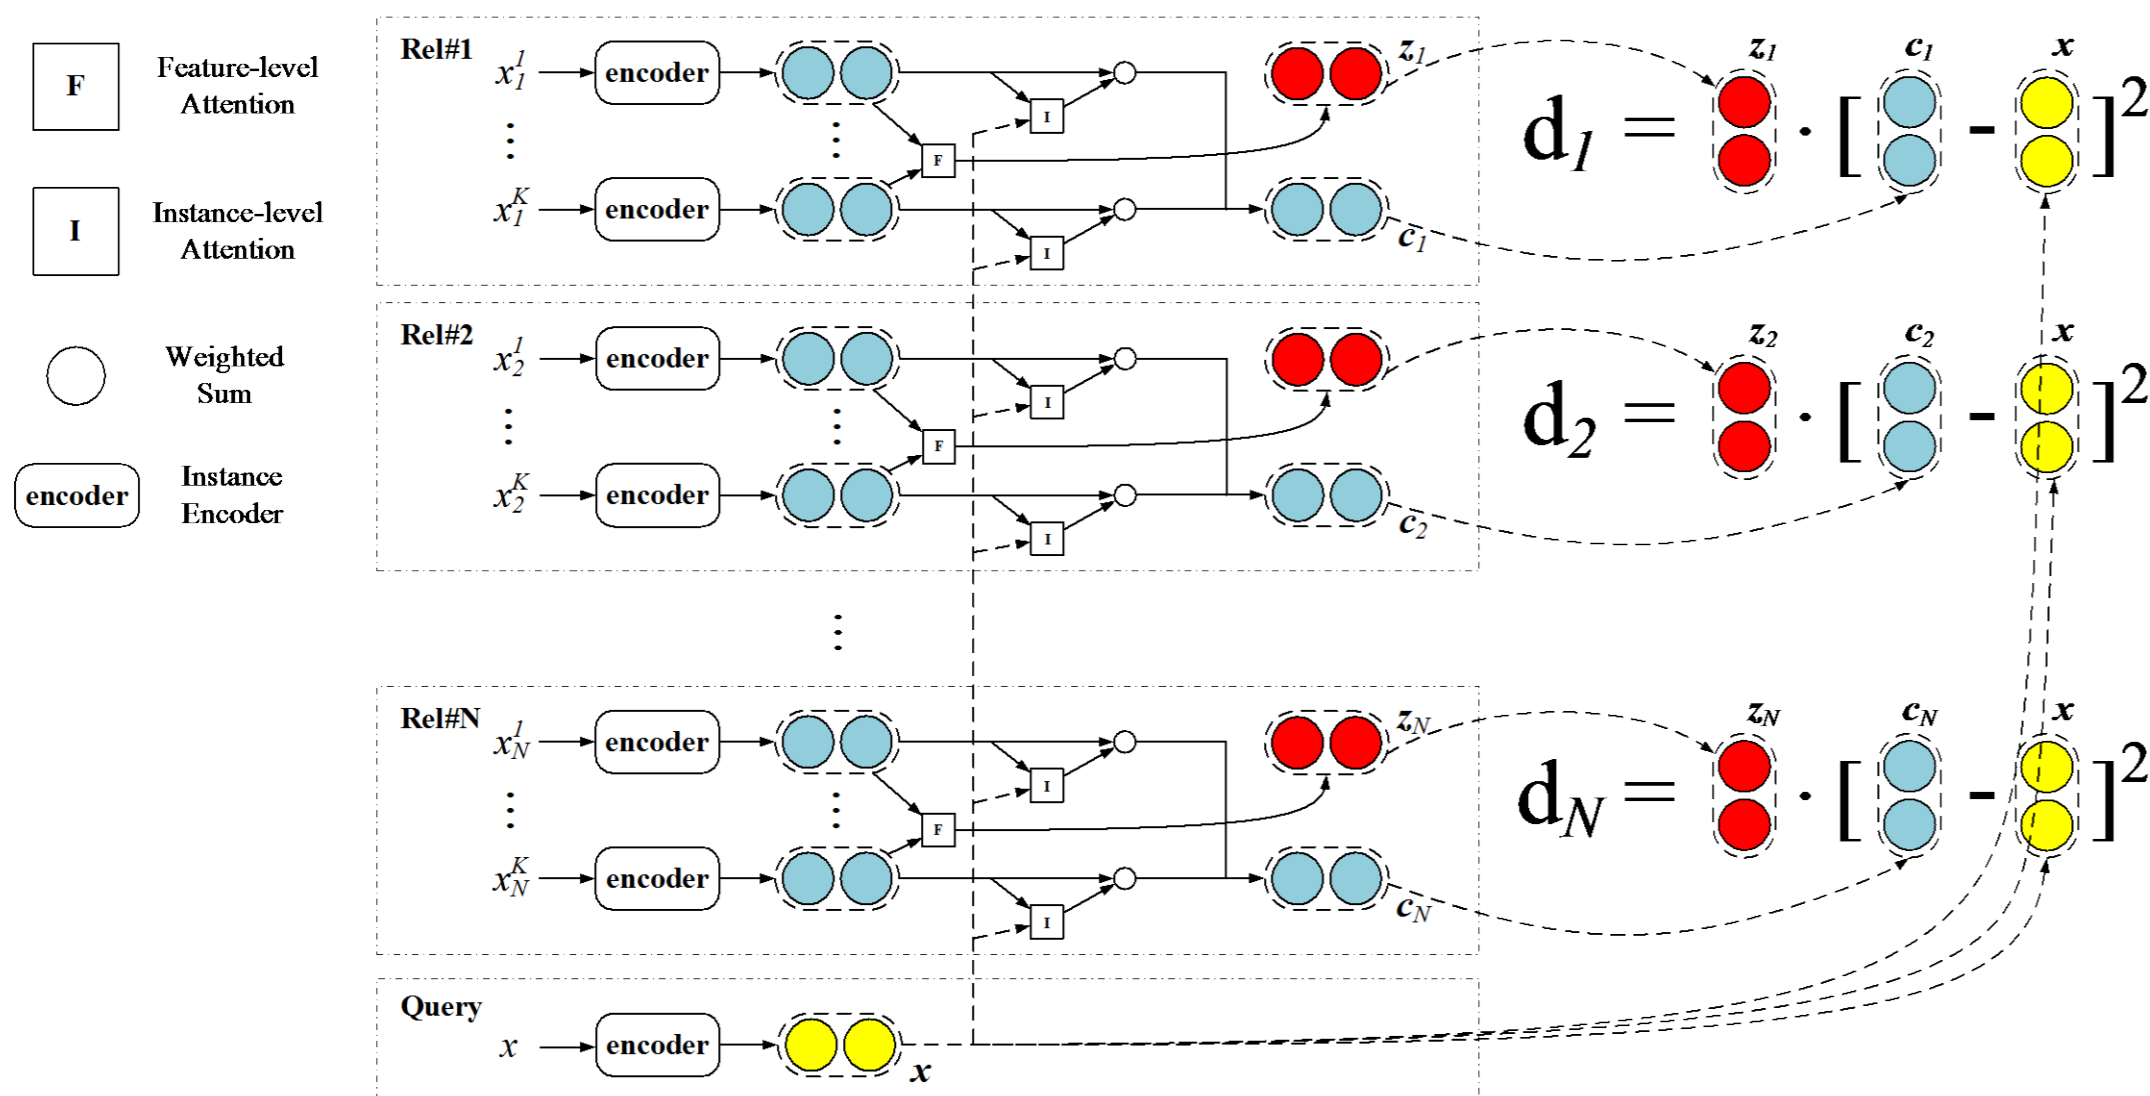 F
Feature-level
Attention
I
Instance-level
Attention
Weighted
Sum
encoder
Instance
Encoder
Rel#1
x_1^1
encoder
⋮
⋮
F
I
z_1
x_1^K
encoder
I
c_1
d_1 = z_1 · [ c_1 - x ]^2
Rel#2
x_2^1
encoder
⋮
⋮
F
I
z_2
x_2^K
encoder
I
c_2
d_2 = z_2 · [ c_2 - x ]^2
⋮
Rel#N
x_N^1
encoder
⋮
⋮
F
I
z_N
x_N^K
encoder
I
c_N
d_N = z_N · [ c_N - x ]^2
Query
x
encoder
x